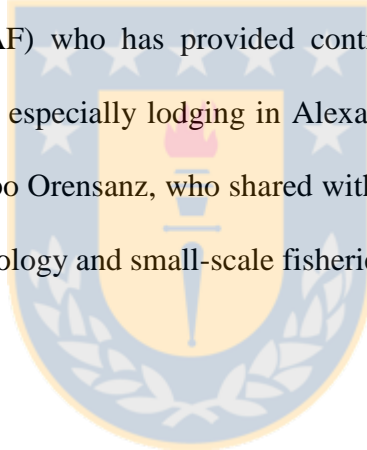 AF) who has provided cont
especially lodging in Alexa
o Orensanz, who shared with
ology and small-scale fisherie